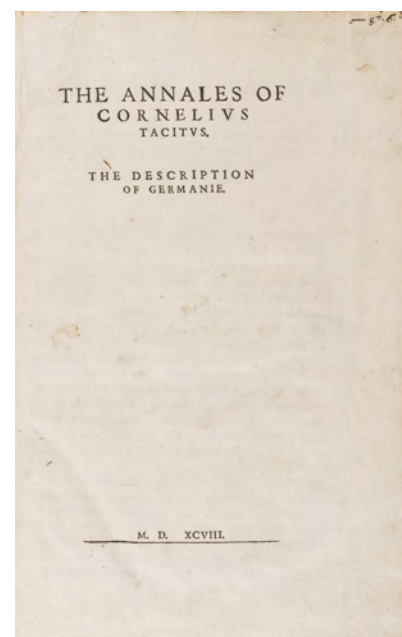 THE ANNALES OF
CORNELIVS
TACITVS.
THE DESCRIPTION
OF GERMANIE.
M. D. XCVIII.